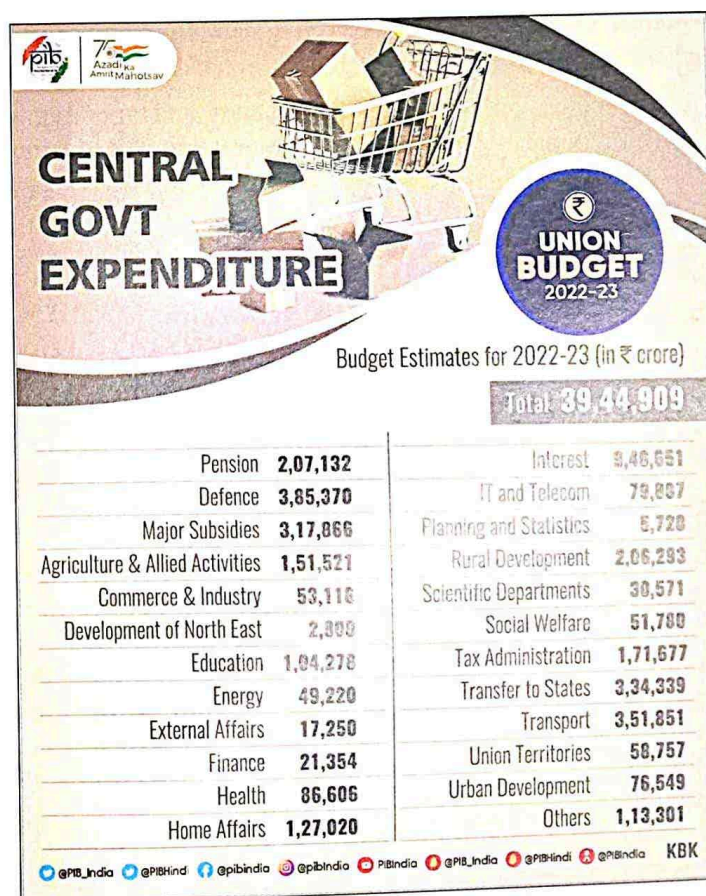 pib
75
Azadi Ka
Amrit Mahotsav
CENTRAL
GOVT
EXPENDITURE
₹
UNION
BUDGET
2022-23
Budget Estimates for 2022-23 (in ₹ crore)
Total 39,44,909
Pension 2,07,132
Defence 3,85,370
Major Subsidies 3,17,866
Agriculture & Allied Activities 1,51,521
Commerce & Industry 53,116
Development of North East 2,800
Education 1,04,278
Energy 49,220
External Affairs 17,250
Finance 21,354
Health 86,606
Home Affairs 1,27,020
Interest
IT and Telecom 79,887
Planning and Statistics 5,720
Rural Development 2,06,293
Scientific Departments 30,571
Social Welfare 51,780
Tax Administration 1,71,677
Transfer to States 3,34,339
Transport 3,51,851
Union Territories 58,757
Urban Development 76,549
Others 1,13,301
@PIB_India @PIBHindi @pibindia @pibindia PIBIndia @PIB_India @PIBHindi @PIBIndia KBK